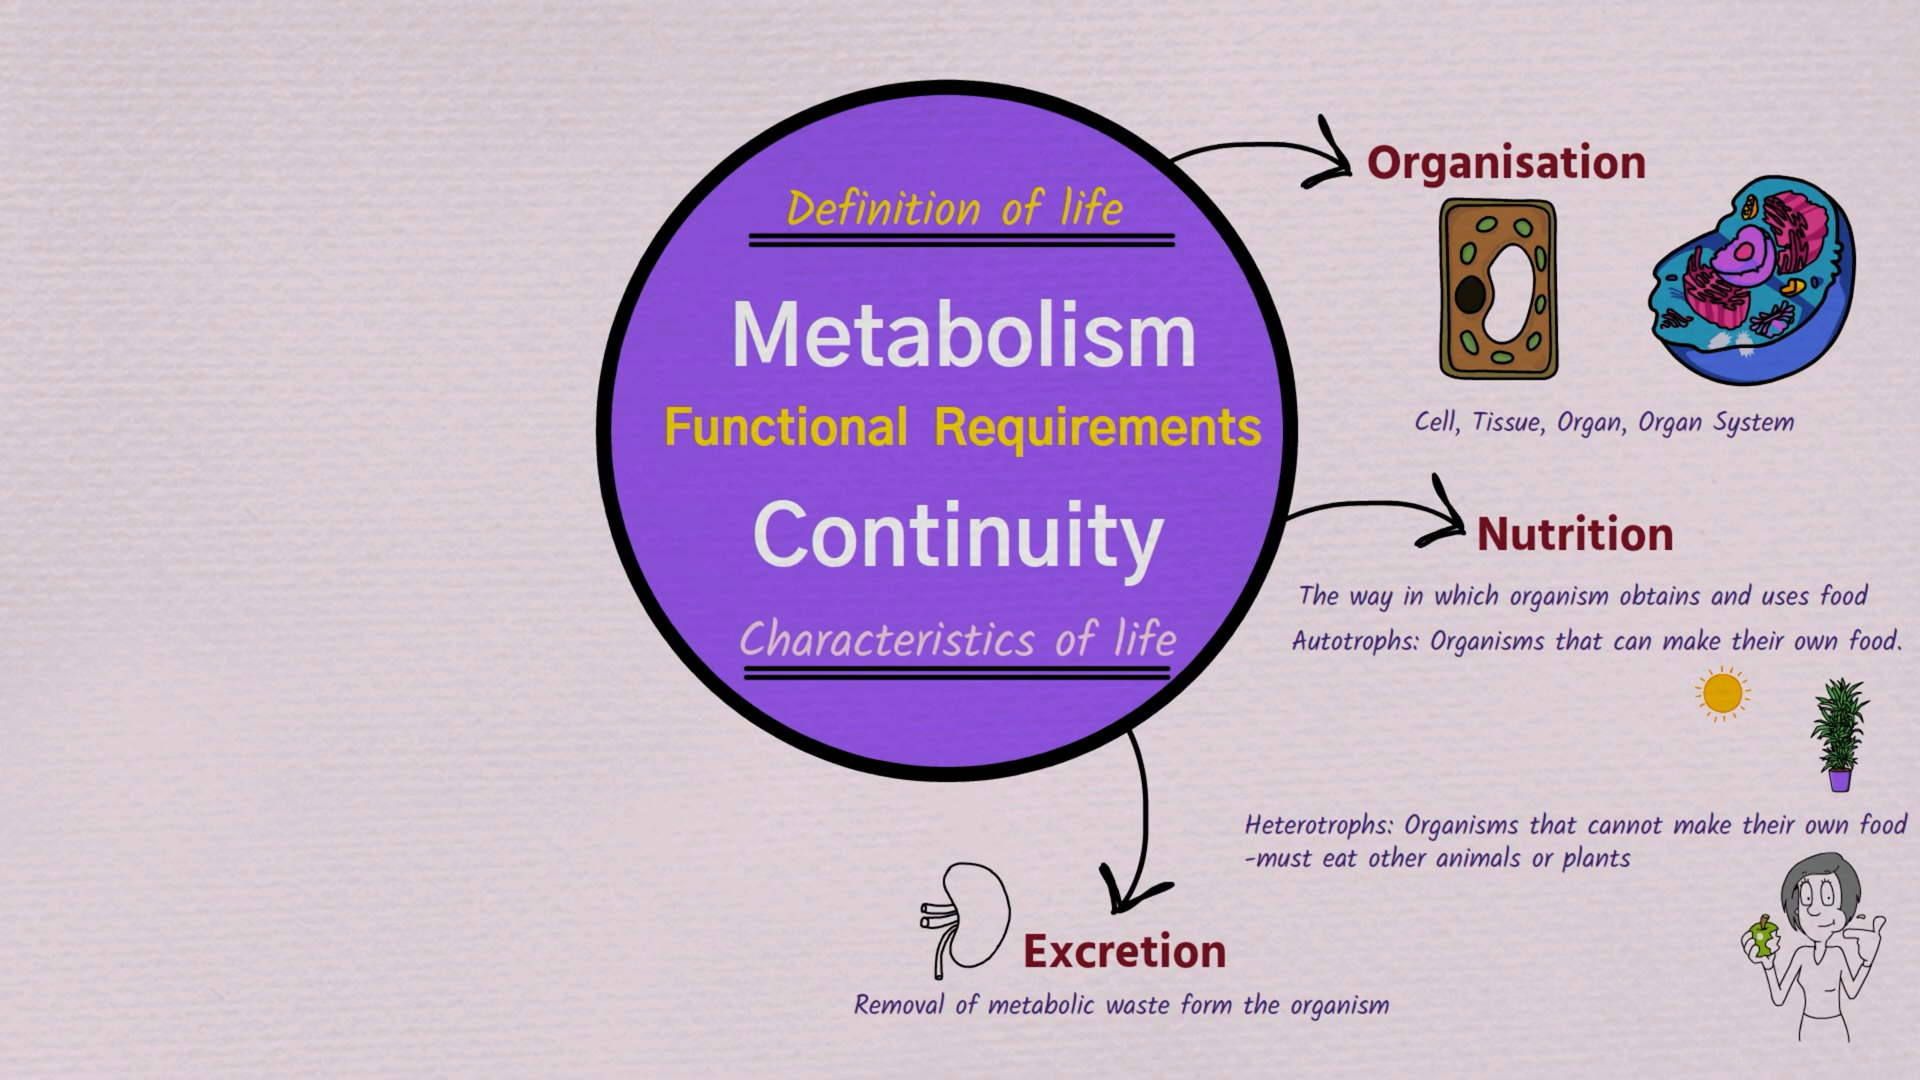 Definition of life
Metabolism
Functional Requirements
Continuity
Characteristics of life
Organisation
Cell, Tissue, Organ, Organ System
Nutrition
The way in which organism obtains and uses food
Autotrophs: Organisms that can make their own food.
Heterotrophs: Organisms that cannot make their own food
-must eat other animals or plants
Excretion
Removal of metabolic waste form the organism